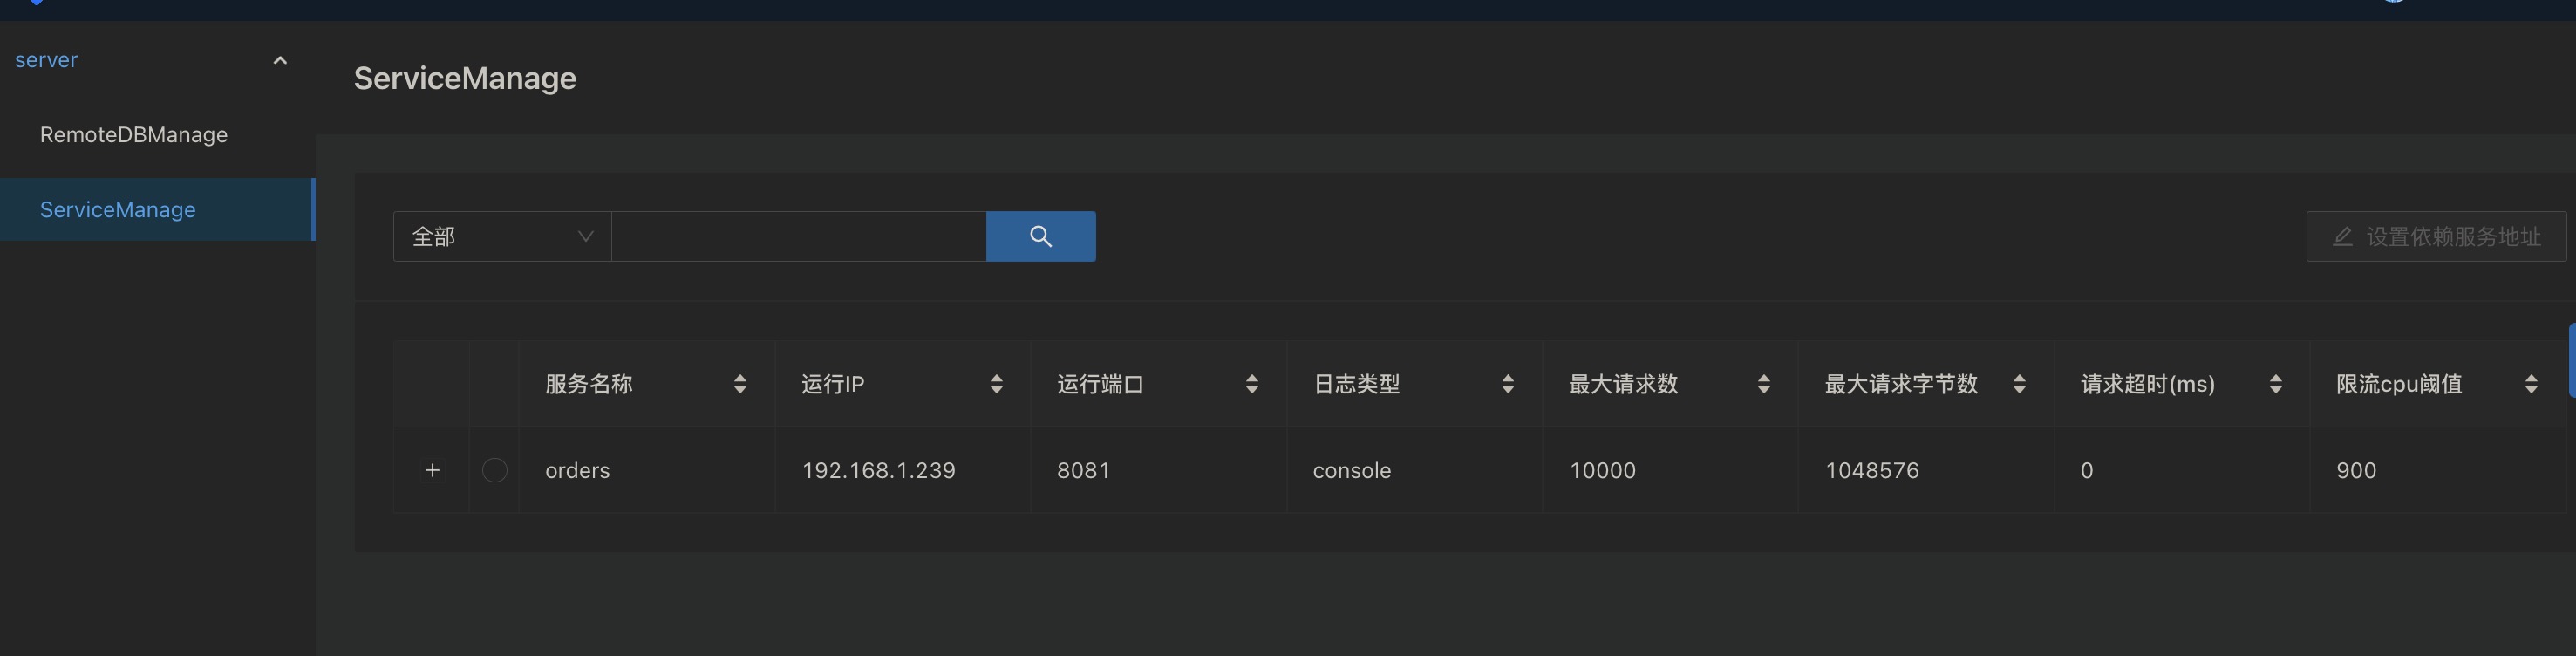 server
RemoteDBManage
ServiceManage
ServiceManage
全部
设置依赖服务地址
服务名称 运行IP 运行端口 日志类型 最大请求数 最大请求字节数 请求超时(ms) 限流cpu阈值
+ orders 192.168.1.239 8081 console 10000 1048576 0 900